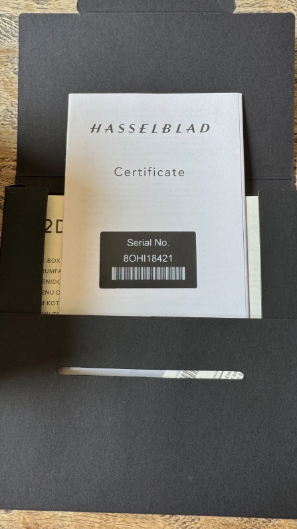 HASSELBLAD
Certificate
Serial No.
8OHI18421